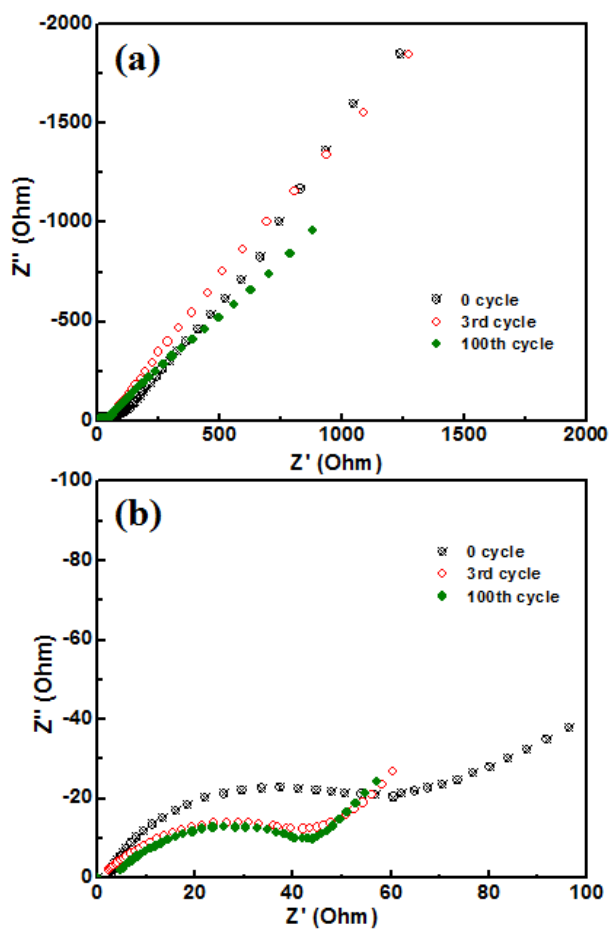 (a)
-2000
-1500
-1000
-500
0
Z'' (Ohm)
0 cycle
3rd cycle
100th cycle
500
1000
1500
2000
Z' (Ohm)
(b)
-100
-80
-60
-40
-20
0
Z'' (Ohm)
0 cycle
3rd cycle
100th cycle
0
20
40
60
80
100
Z' (Ohm)